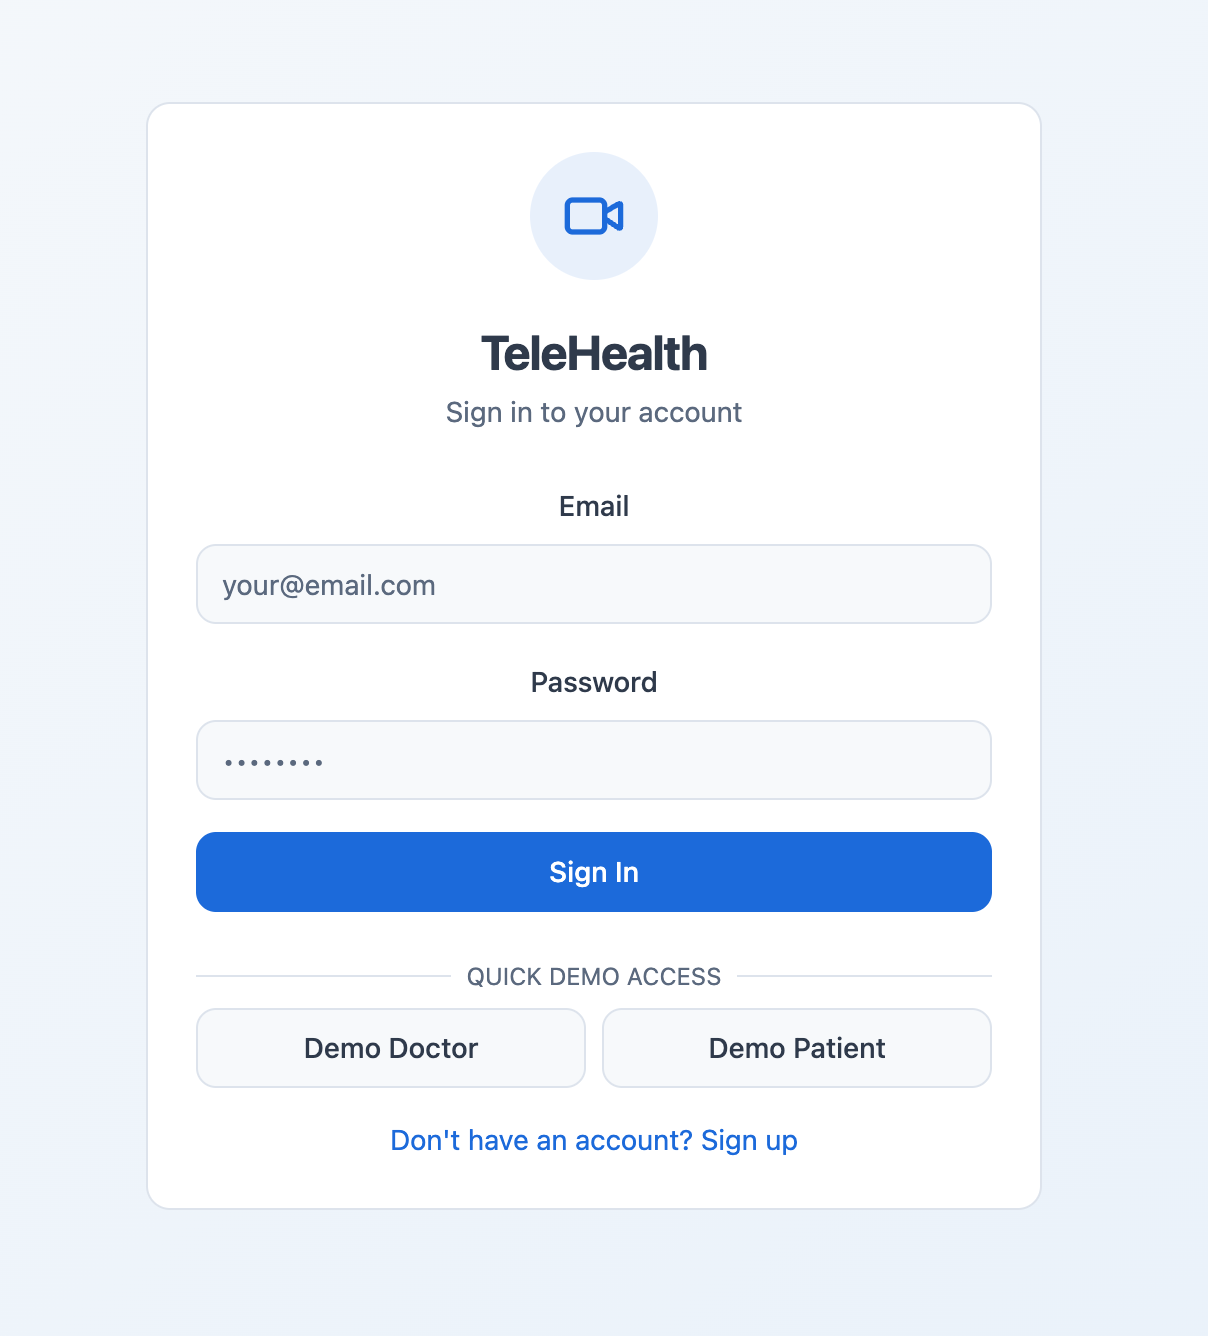 TeleHealth
Sign in to your account
Email
your@email.com
Password
••••••••
Sign In
QUICK DEMO ACCESS
Demo Doctor
Demo Patient
Don't have an account? Sign up